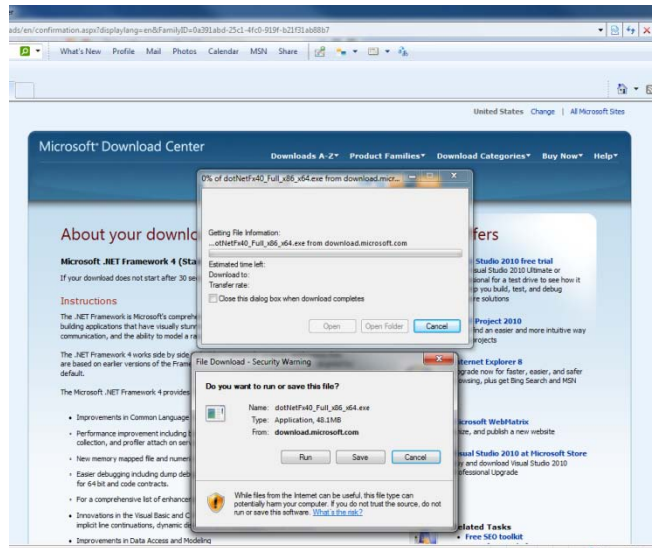 ads/en/confirmation.aspx?displaylang=en&FamilyID=0a391abd-25c1-4fc0-919f-b21f31ab88b7
What's New Profile Mail Photos Calendar MSN Share
United States Change | All Microsoft Sites
Microsoft Download Center
Downloads A-Z Product Families Download Categories Buy Now Help
0% of dotNetFx40_Full_x86_x64.exe from download.micr...
Getting File Information:
...otNetFx40_Full_x86_x64.exe from download.microsoft.com
Estimated time left:
Download to:
Transfer rate:
Close this dialog box when download completes
Open Open Folder Cancel
File Download - Security Warning
Do you want to run or save this file?
Name: dotNetFx40_Full_x86_x64.exe
Type: Application, 48.1MB
From: download.microsoft.com
Run Save Cancel
While files from the Internet can be useful, this file type can
potentially harm your computer. If you do not trust the source, do not
run or save this software. What's the risk?
About your downlo
Microsoft .NET Framework 4 (Sta
If your download does not start after 30 se
Instructions
The .NET Framework is Microsoft's comprehe
building applications that have visually stunn
communication, and the ability to model a ra
The .NET Framework 4 works side by side
are based on earlier versions of the Frame
default.
The Microsoft .NET Framework 4 provides
• Improvements in Common Language
• Performance improvement including b
collection, and profiler attach on serv
• New memory mapped file and numeri
• Easier debugging including dump deb
for 64 bit and code contracts.
• For a comprehensive list of enhancem
• Innovations in the Visual Basic and C
implicit line continuations, dynamic de
• Improvements in Data Access and Modeling
fers
Studio 2010 free trial
sual Studio 2010 Ultimate or
sional for a test drive to see how it
p you build, test, and debug
re solutions
Project 2010
ind an easier and more intuitive way
projects
ternet Explorer 8
pgrade now for faster, easier, and safer
owsing, plus get Bing Search and MSN
icrosoft WebMatrix
ize, and publish a new website
sual Studio 2010 at Microsoft Store
y and download Visual Studio 2010
ofessional Upgrade
elated Tasks
• Free SEO toolkit